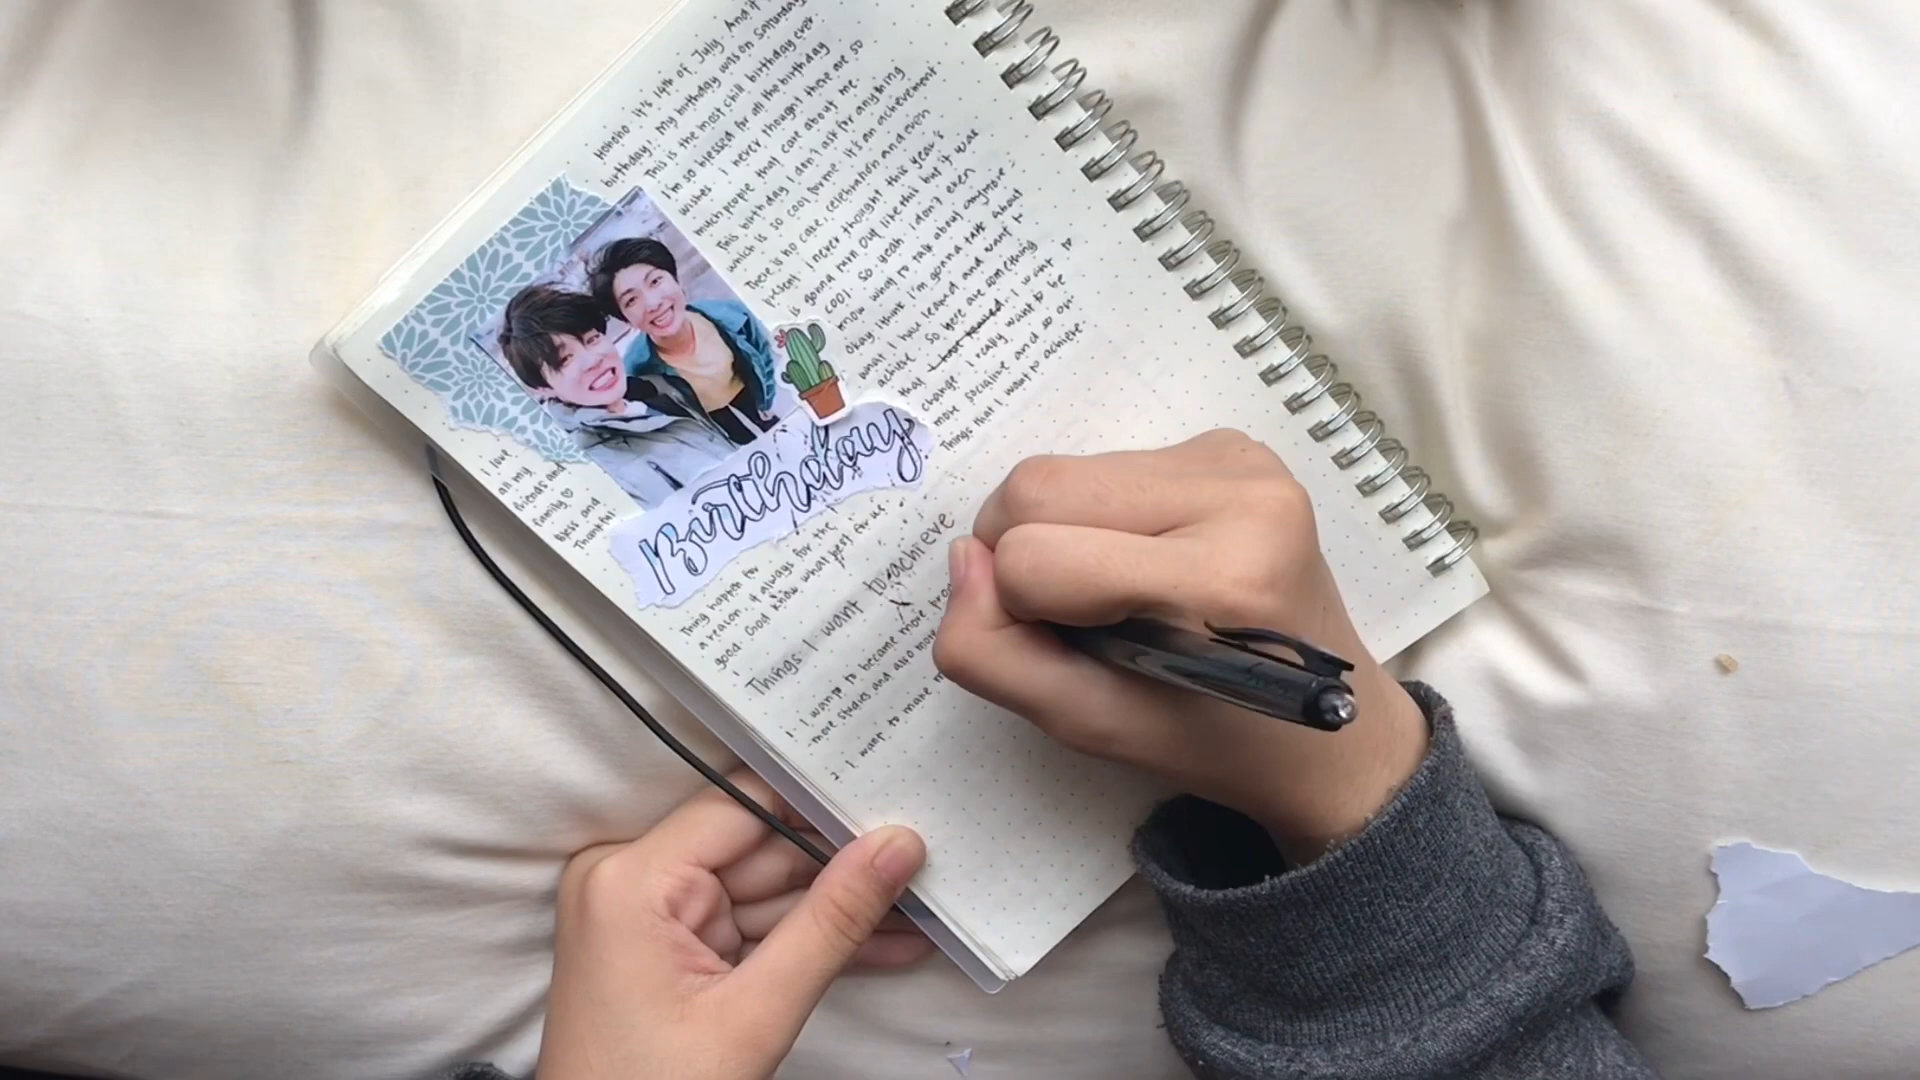 Hohoho. It's 14th of July. And it
birthday! My birthday was on Saturday
This is the most chill birthday ever.
I'm so blessed for all the birthday
wishes. I never thought there are so
much people that care about me.
This birthday I don't ask for anything
which is so cool for me. It's an achievement
There is no cake, celebration and even
present. I never thought this year's
is gonna turn out like this but it was
cool. So yeah I don't even
know what to talk about anymore.
Okay I think I'm gonna talk about
what I have learned and want to
achieve. So here are something
that I want
change. I really want to be
more socialize and so on.
Things that I want to achieve.
I love
all my
friends and
family ♡
Bless and
Thankful
Birthday
Thing happen for
a reason. It always for the
good. God know what best for us.
Things I want to achieve
1. I want to became more
more studies and also more
2. I want to make